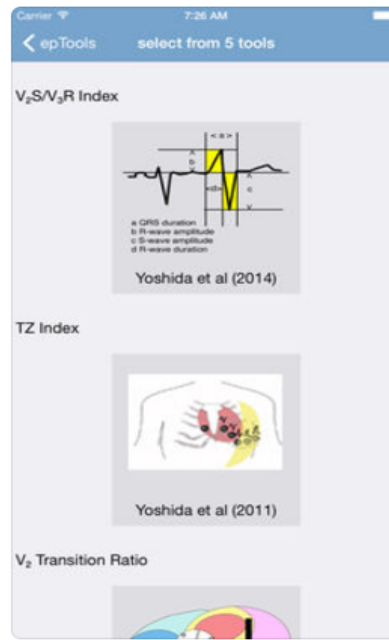 Carrier 7:26 AM
epTools select from 5 tools
V₂S/V₃R Index
< a >
b
<d>
c
a QRS duration
b R-wave amplitude
c S-wave amplitude
d R-wave duration
Yoshida et al (2014)
TZ Index
Yoshida et al (2011)
V₂ Transition Ratio